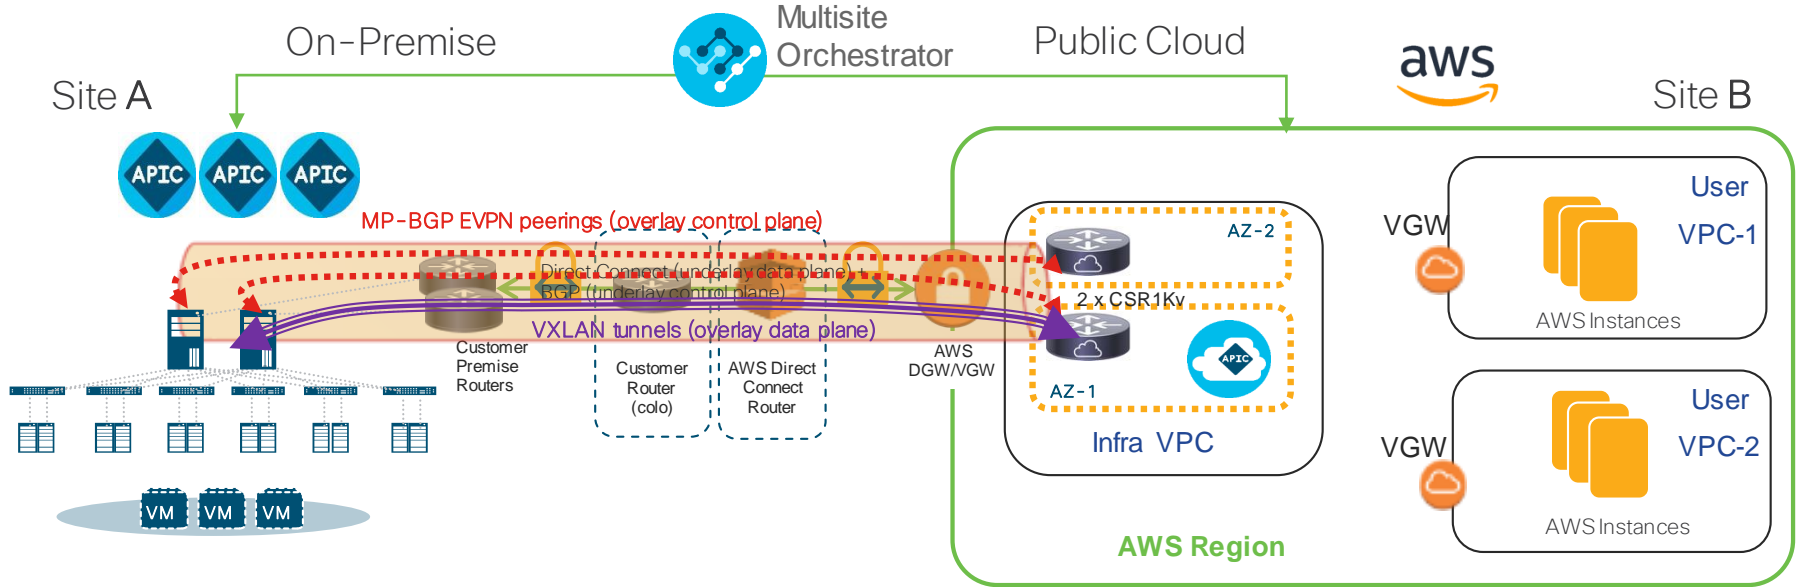 On-Premise
Multisite
Orchestrator
Public Cloud
aws
Site A
Site B
APIC
APIC
APIC
MP-BGP EVPN peerings (overlay control plane)
Direct Connect (underlay data plane) +
BGP (underlay control plane)
VXLAN tunnels (overlay data plane)
Customer
Premise
Routers
Customer
Router
(colo)
AWS Direct
Connect
Router
AWS
DGW/VGW
AZ-2
2 x CSR1Kv
APIC
AZ-1
Infra VPC
VGW
User
VPC-1
AWS Instances
VGW
User
VPC-2
AWS Instances
AWS Region
VM
VM
VM